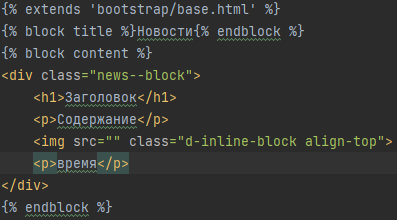 {% extends 'bootstrap/base.html' %}
{% block title %}Новости{% endblock %}
{% block content %}
<div class="news--block">
    <h1>Заголовок</h1>
    <p>Содержание</p>
    <img src="" class="d-inline-block align-top">
    <p>время</p>
</div>
{% endblock %}